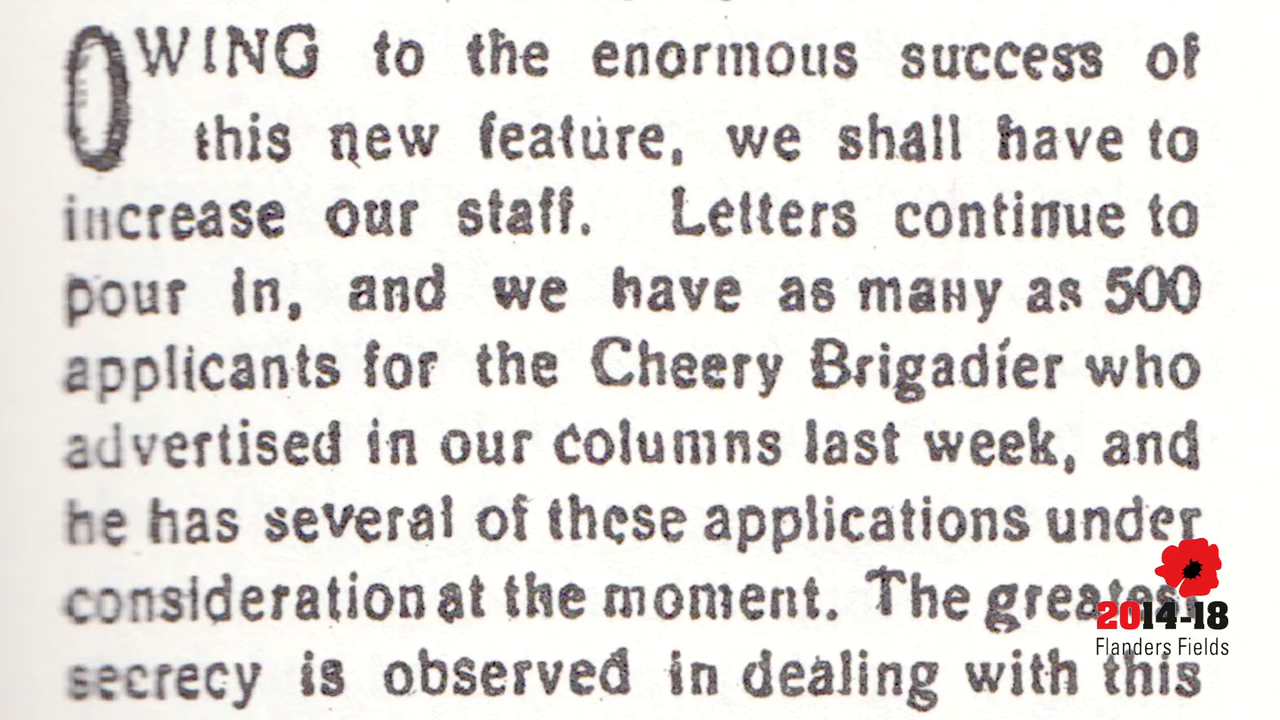 OWING to the enormous success of
this new feature, we shall have to
increase our staff. Letters continue to
pour in, and we have as many as 500
applicants for the Cheery Brigadier who
advertised in our columns last week, and
he has several of these applications under
consideration at the moment. The greatest
secrecy is observed in dealing with this
2014-18
Flanders Fields